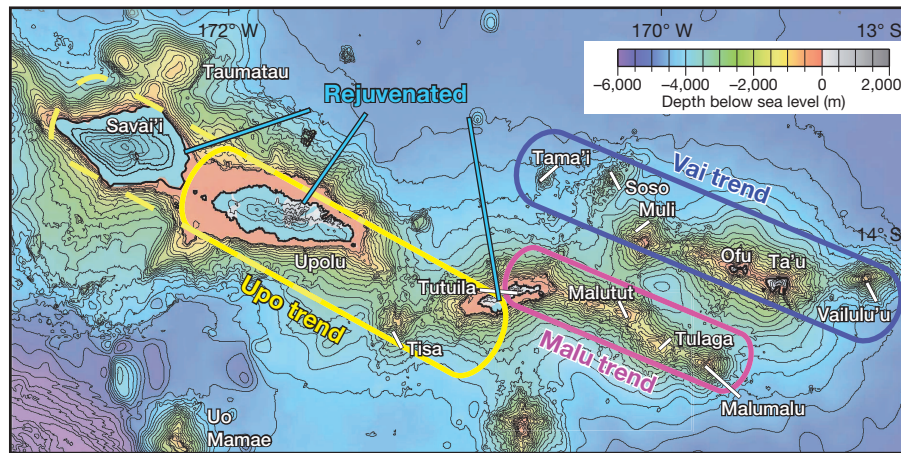 172° W
170° W
13° S
Taumatau
Rejuvenated
–6,000
–4,000
–2,000
0
2,000
Depth below sea level (m)
Savai'i
Tama'i
Soso
Vai trend
Muli
14° S
Ofu
Ta'u
Upolu
Upo trend
Tutuila
Malutut
Vailulu'u
Tisa
Malu trend
Tulaga
Malumalu
Uo'
Mamae